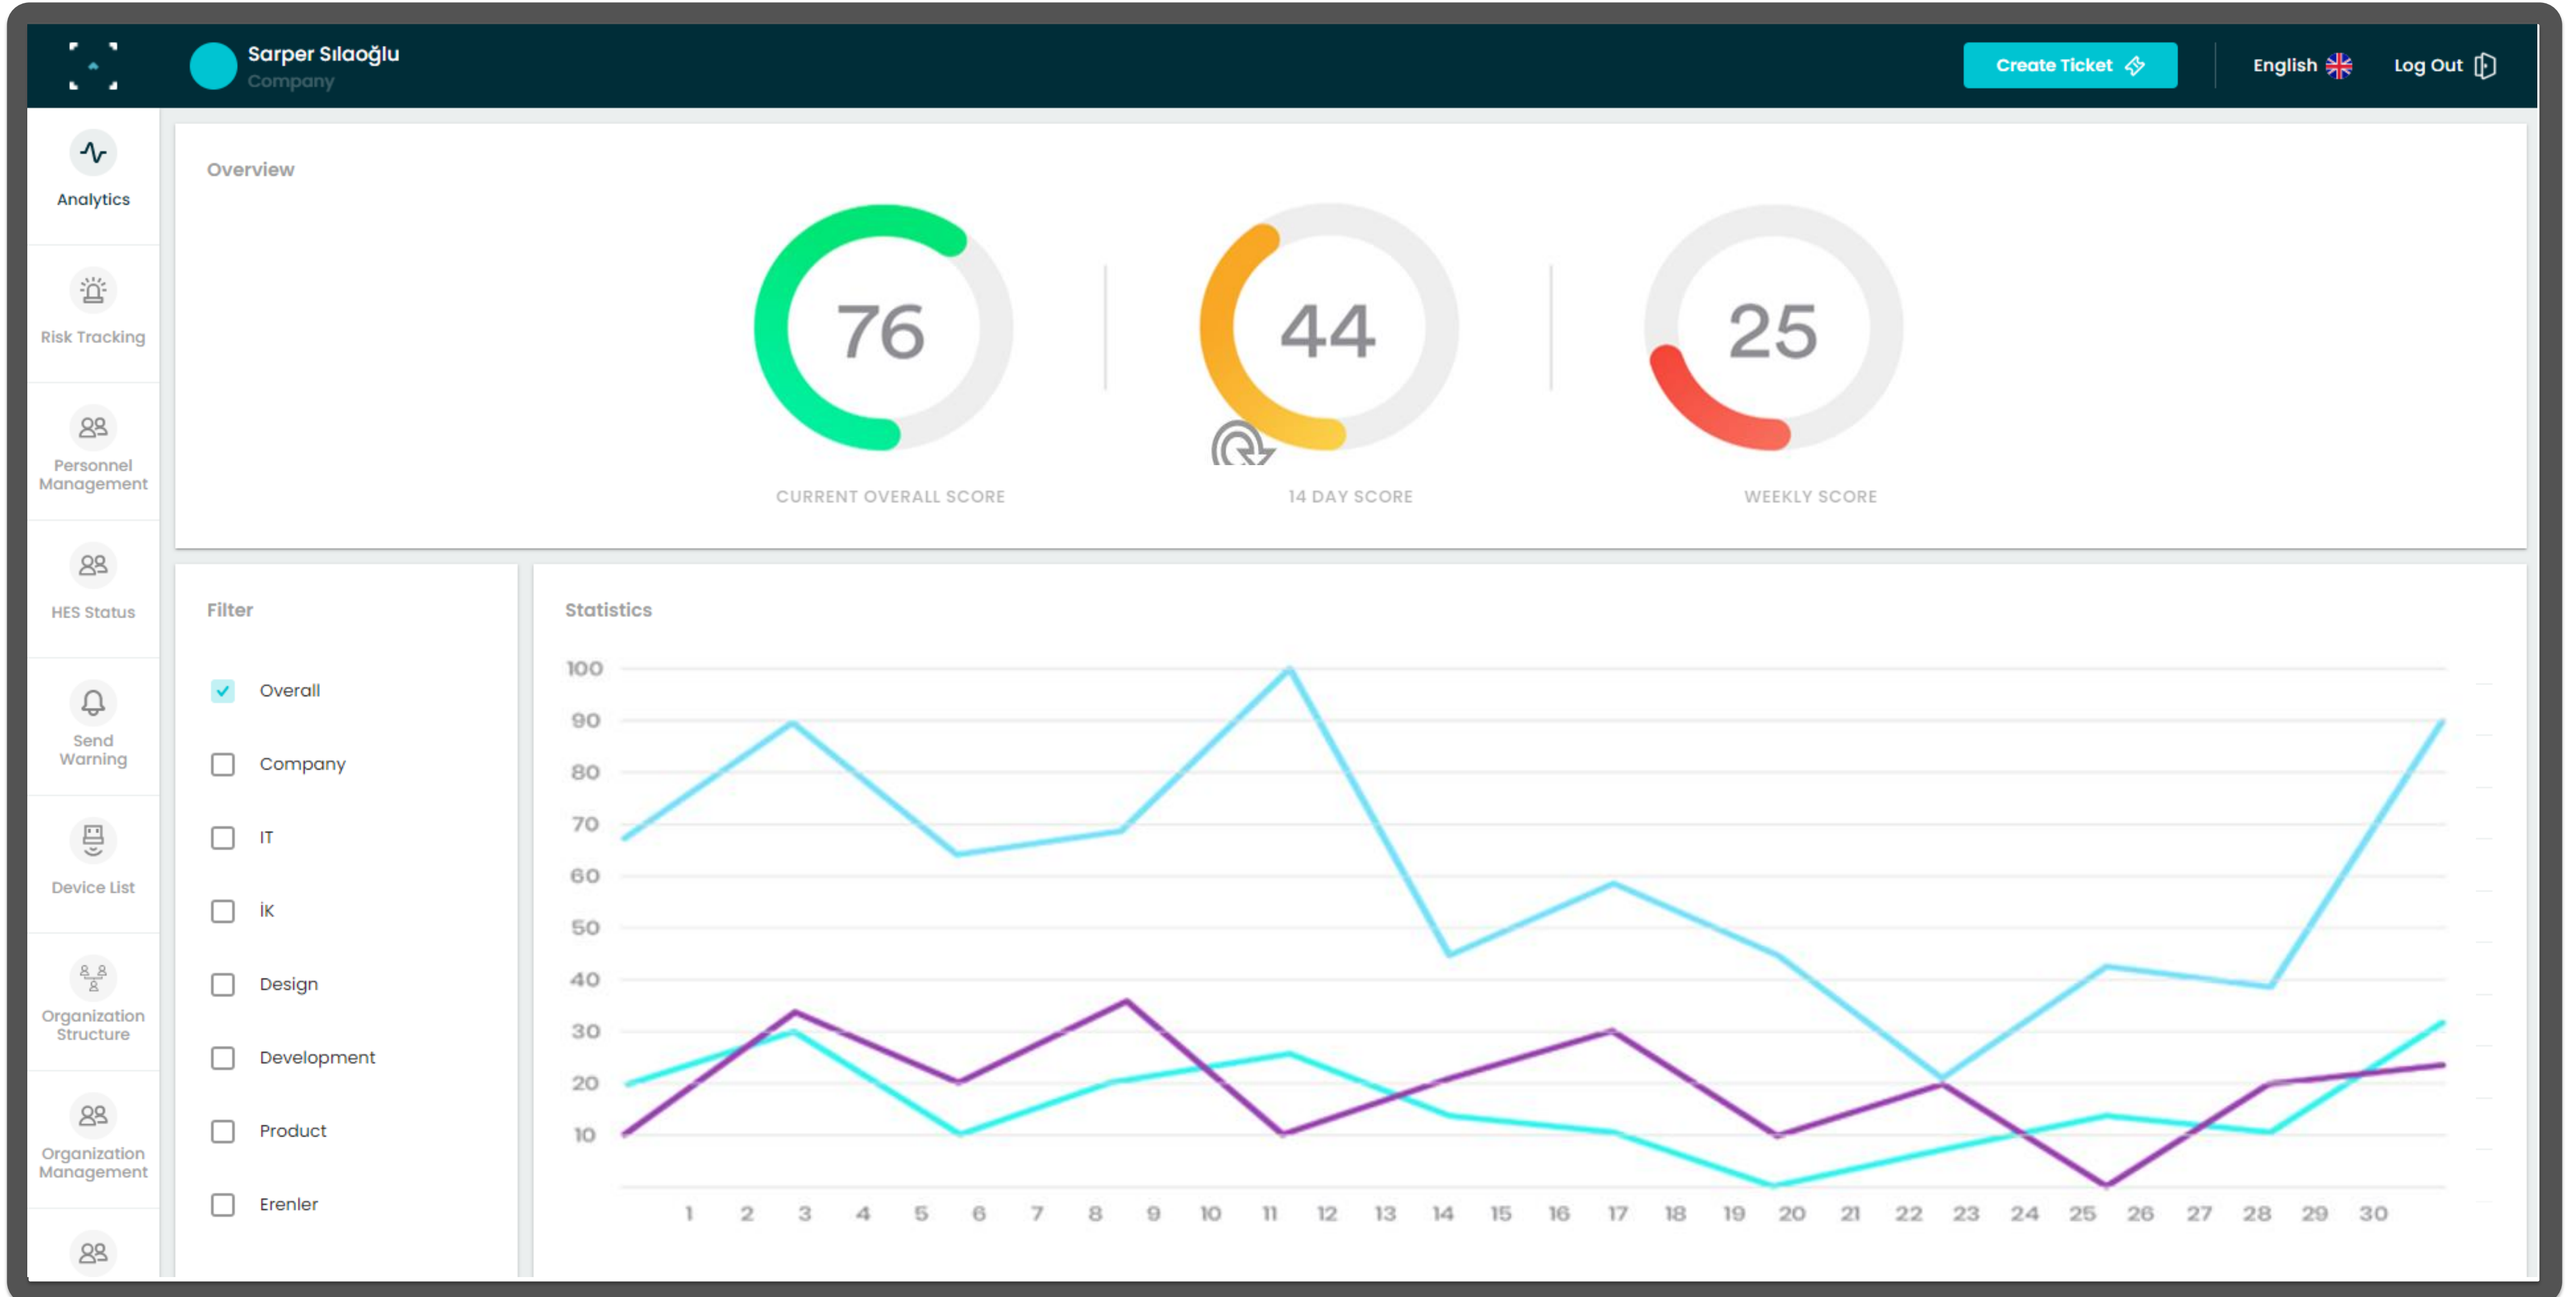 Sarper Sılaoğlu
Company
Create Ticket
English
Log Out
Analytics
Risk Tracking
Personnel
Management
HES Status
Send
Warning
Device List
Organization
Structure
Organization
Management
Overview
76
44
25
CURRENT OVERALL SCORE
14 DAY SCORE
WEEKLY SCORE
Filter
Overall
Company
IT
İK
Design
Development
Product
Erenler
Statistics
100
90
80
70
60
50
40
30
20
10
1 2 3 4 5 6 7 8 9 10 11 12 13 14 15 16 17 18 19 20 21 22 23 24 25 26 27 28 29 30